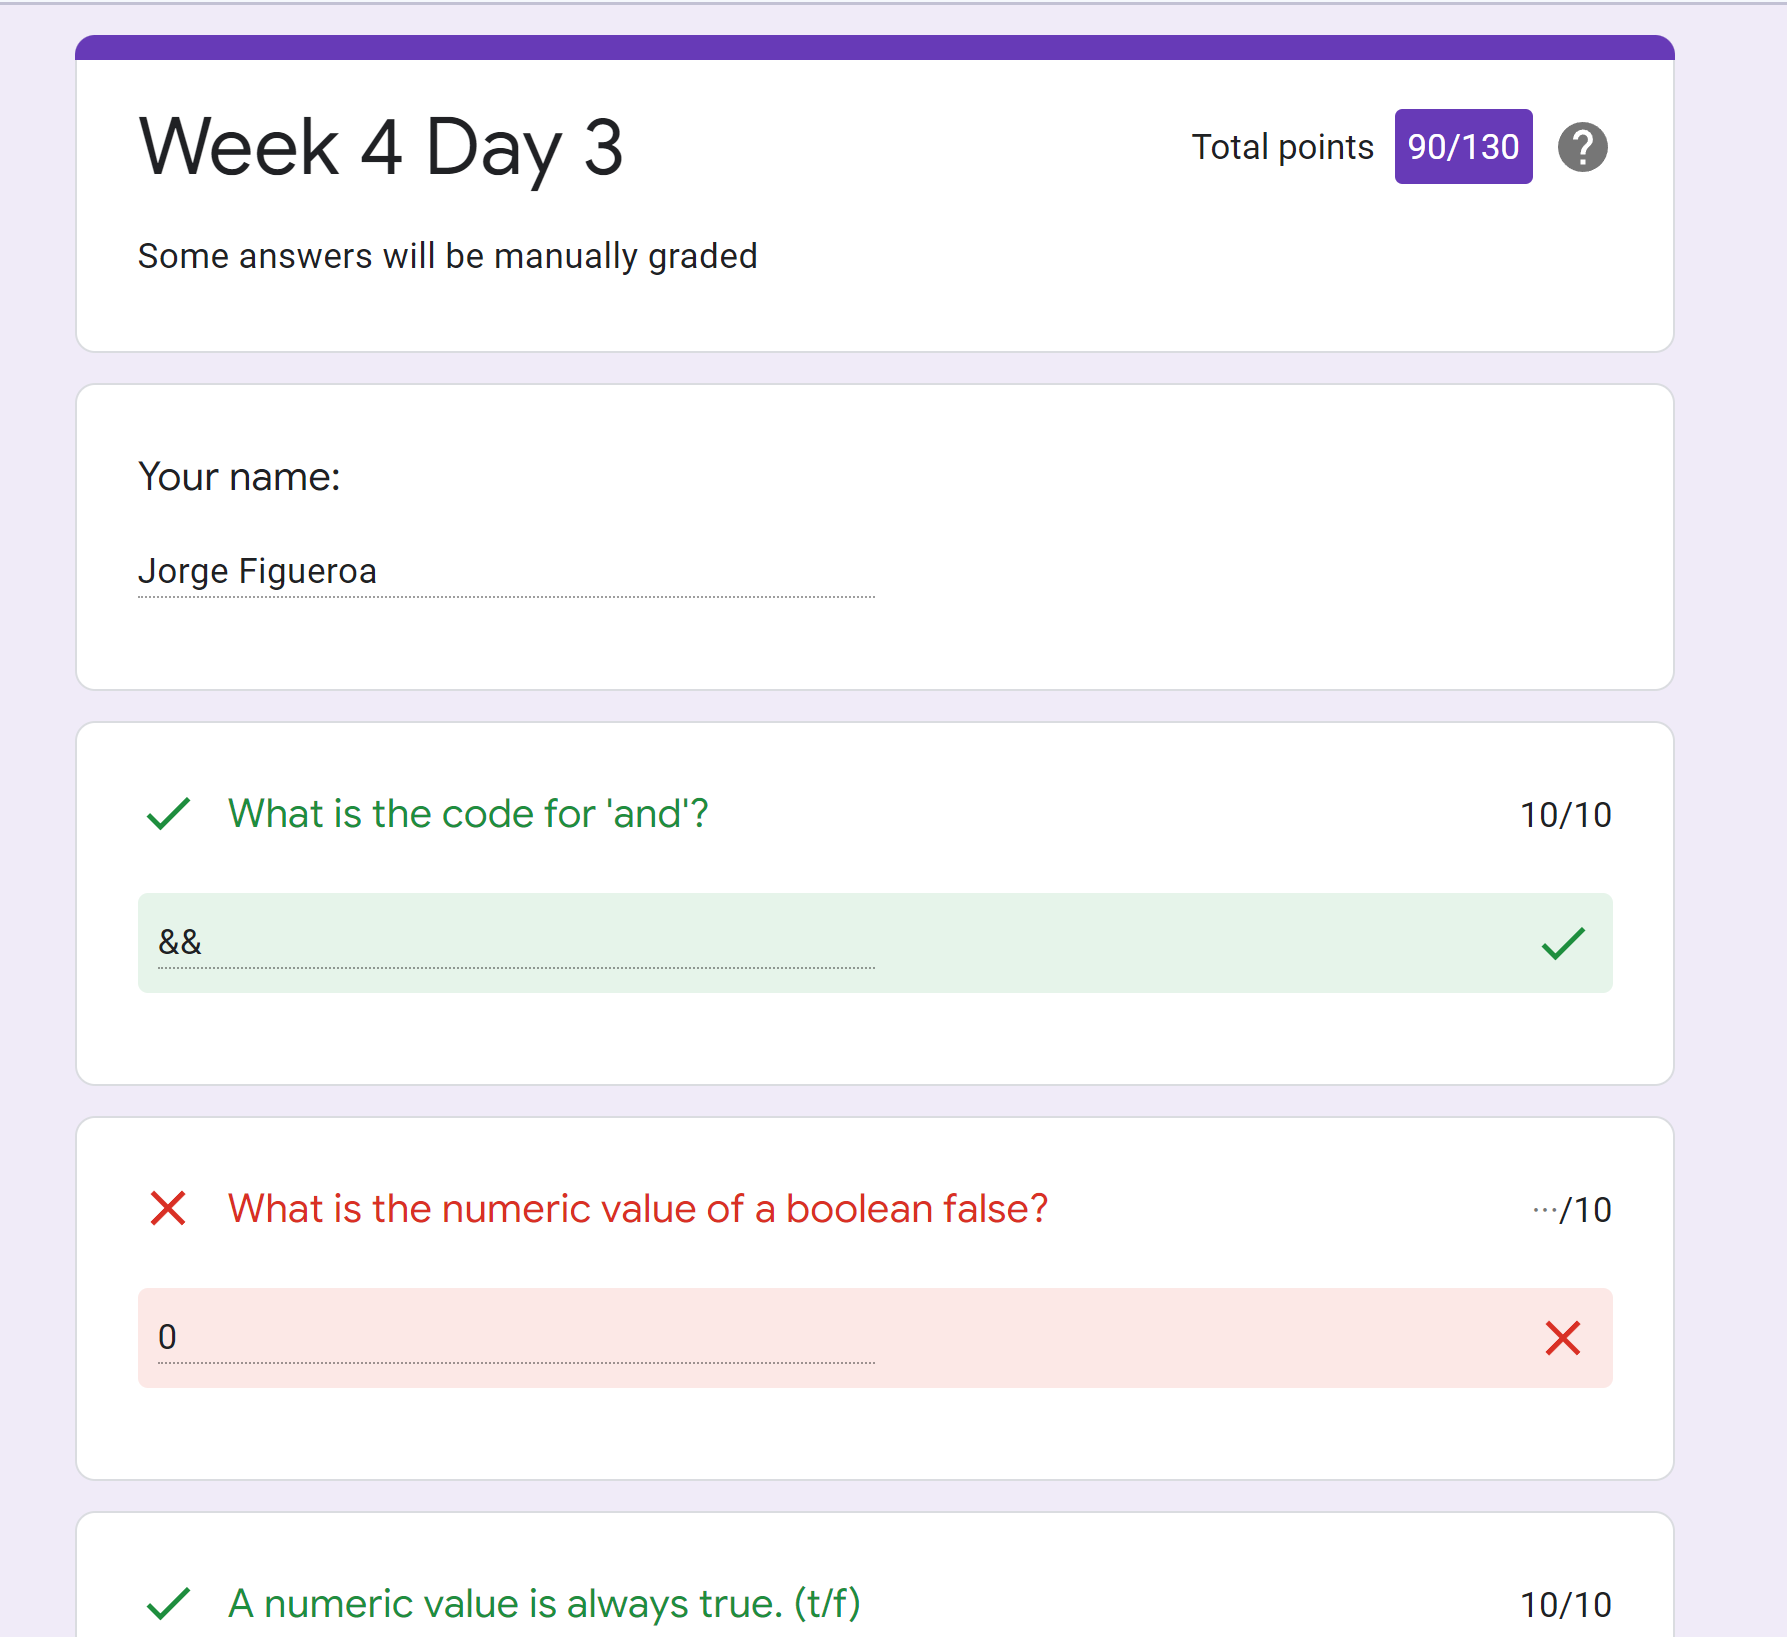 Week 4 Day 3
Total points 90/130 ?
Some answers will be manually graded
Your name:
Jorge Figueroa
What is the code for 'and'? 10/10
&&
What is the numeric value of a boolean false? ···/10
0
A numeric value is always true. (t/f) 10/10